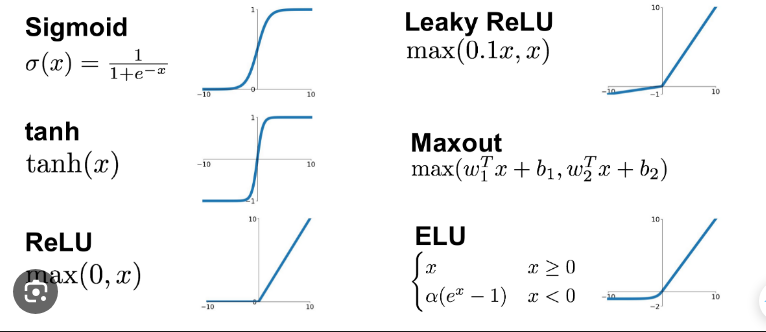 Sigmoid
σ(x) = 1/(1+e^−x)
1
−10
0
10
tanh
tanh(x)
1
−10
10
−1
ReLU
max(0, x)
10
−10
10
Leaky ReLU
max(0.1x, x)
10
−10
−1
10
Maxout
max(w₁ᵀx + b₁, w₂ᵀx + b₂)
ELU
x x ≥ 0
α(eˣ − 1) x < 0
10
−10
−2
10